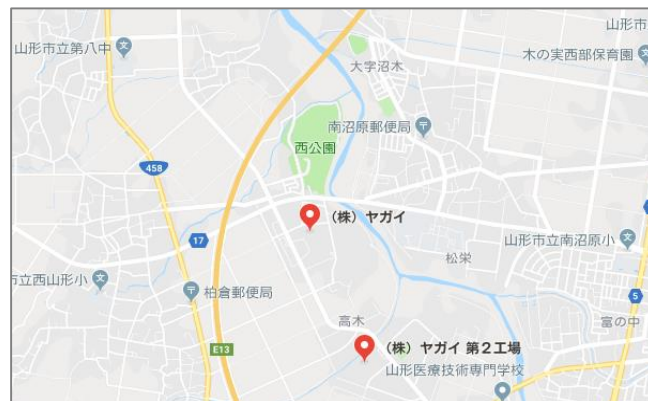 山形市立第八中
山形市
木の実西部保育園
大字沼木
南沼原郵便局
西公園
458
(株) ヤガイ
17
山形市立南沼原小
松栄
市立西山形小
柏倉郵便局
5
高木
富の中
E13
(株) ヤガイ 第2工場
山形医療技術専門学校